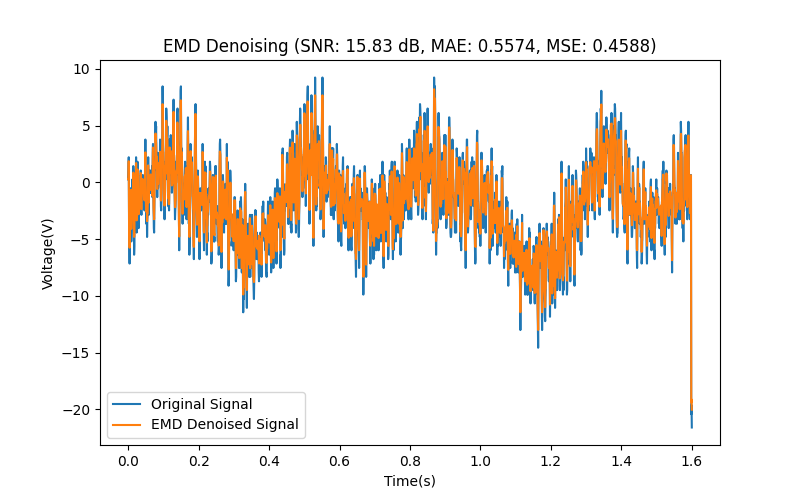 EMD Denoising (SNR: 15.83 dB, MAE: 0.5574, MSE: 0.4588)
10
5
0
−5
−10
−15
−20
Voltage(V)
Original Signal
EMD Denoised Signal
0.0 0.2 0.4 0.6 0.8 1.0 1.2 1.4 1.6
Time(s)